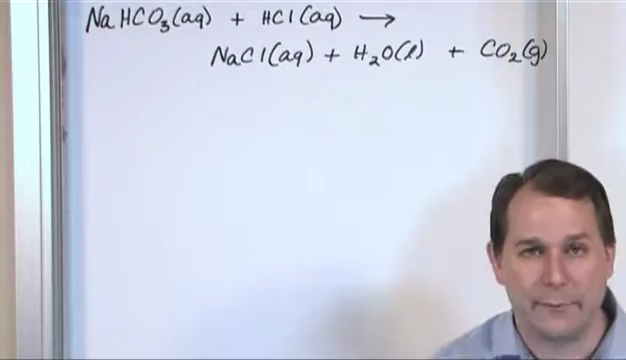 NaHCO₃(aq) + HCl(aq) ⟶
NaCl(aq) + H₂O(l) + CO₂(g)